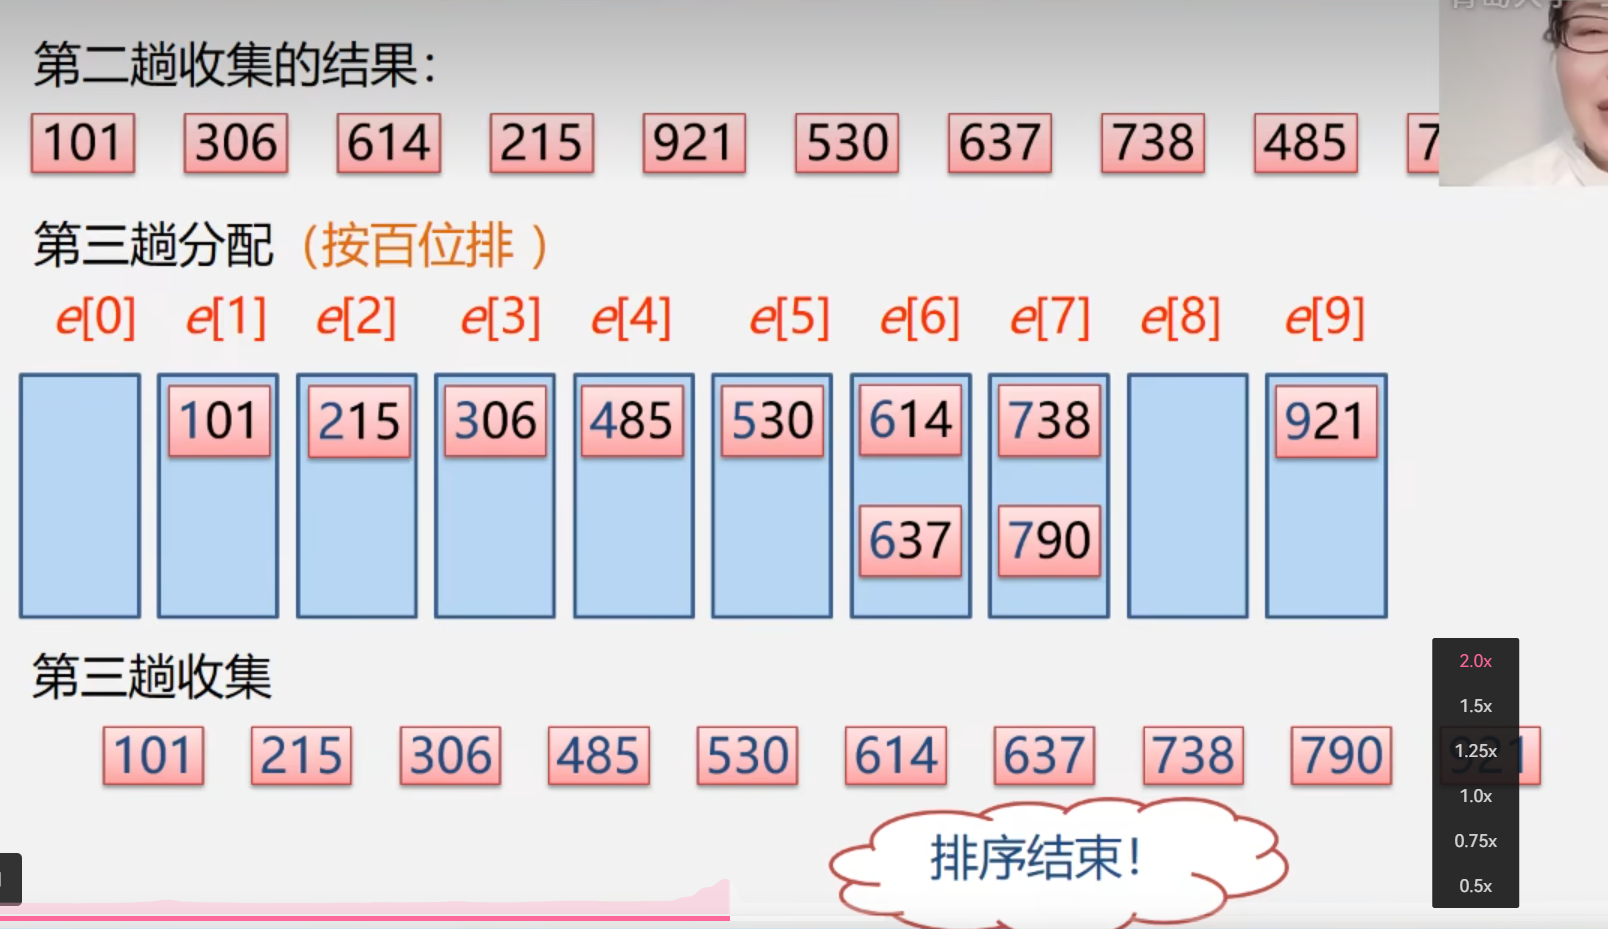 第二趟收集的结果：
101 306 614 215 921 530 637 738 485 7
第三趟分配（按百位排 ）
e[0] e[1] e[2] e[3] e[4] e[5] e[6] e[7] e[8] e[9]
101 215 306 485 530 614 738 921
637 790
第三趟收集
101 215 306 485 530 614 637 738 790 921
排序结束！
2.0x
1.5x
1.25x
1.0x
0.75x
0.5x